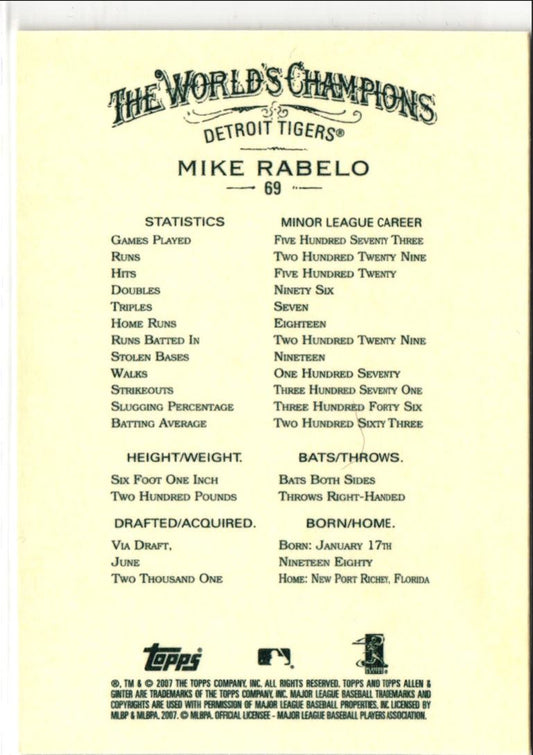 THE WORLD'S CHAMPIONS
DETROIT TIGERS®
MIKE RABELO
69
STATISTICS MINOR LEAGUE CAREER
GAMES PLAYED FIVE HUNDRED SEVENTY THREE
RUNS TWO HUNDRED TWENTY NINE
HITS FIVE HUNDRED TWENTY
DOUBLES NINETY SIX
TRIPLES SEVEN
HOME RUNS EIGHTEEN
RUNS BATTED IN TWO HUNDRED TWENTY NINE
STOLEN BASES NINETEEN
WALKS ONE HUNDRED SEVENTY
STRIKEOUTS THREE HUNDRED SEVENTY ONE
SLUGGING PERCENTAGE THREE HUNDRED FORTY SIX
BATTING AVERAGE TWO HUNDRED SIXTY THREE
HEIGHT/WEIGHT. BATS/THROWS.
SIX FOOT ONE INCH BATS BOTH SIDES
TWO HUNDRED POUNDS THROWS RIGHT-HANDED
DRAFTED/ACQUIRED. BORN/HOME.
VIA DRAFT, BORN: JANUARY 17TH
JUNE NINETEEN EIGHTY
TWO THOUSAND ONE HOME: NEW PORT RICHEY, FLORIDA
topps
®, TM & © 2007 THE TOPPS COMPANY, INC. ALL RIGHTS RESERVED. TOPPS AND TOPPS ALLEN &
GINTER ARE TRADEMARKS OF THE TOPPS COMPANY, INC. MAJOR LEAGUE BASEBALL TRADEMARKS AND
COPYRIGHTS ARE USED WITH PERMISSION OF MAJOR LEAGUE BASEBALL PROPERTIES, INC LICENSED BY
MLBP & MLBPA, 2007. © MLBPA. OFFICIAL LICENSEE - MAJOR LEAGUE BASEBALL PLAYERS ASSOCIATION.